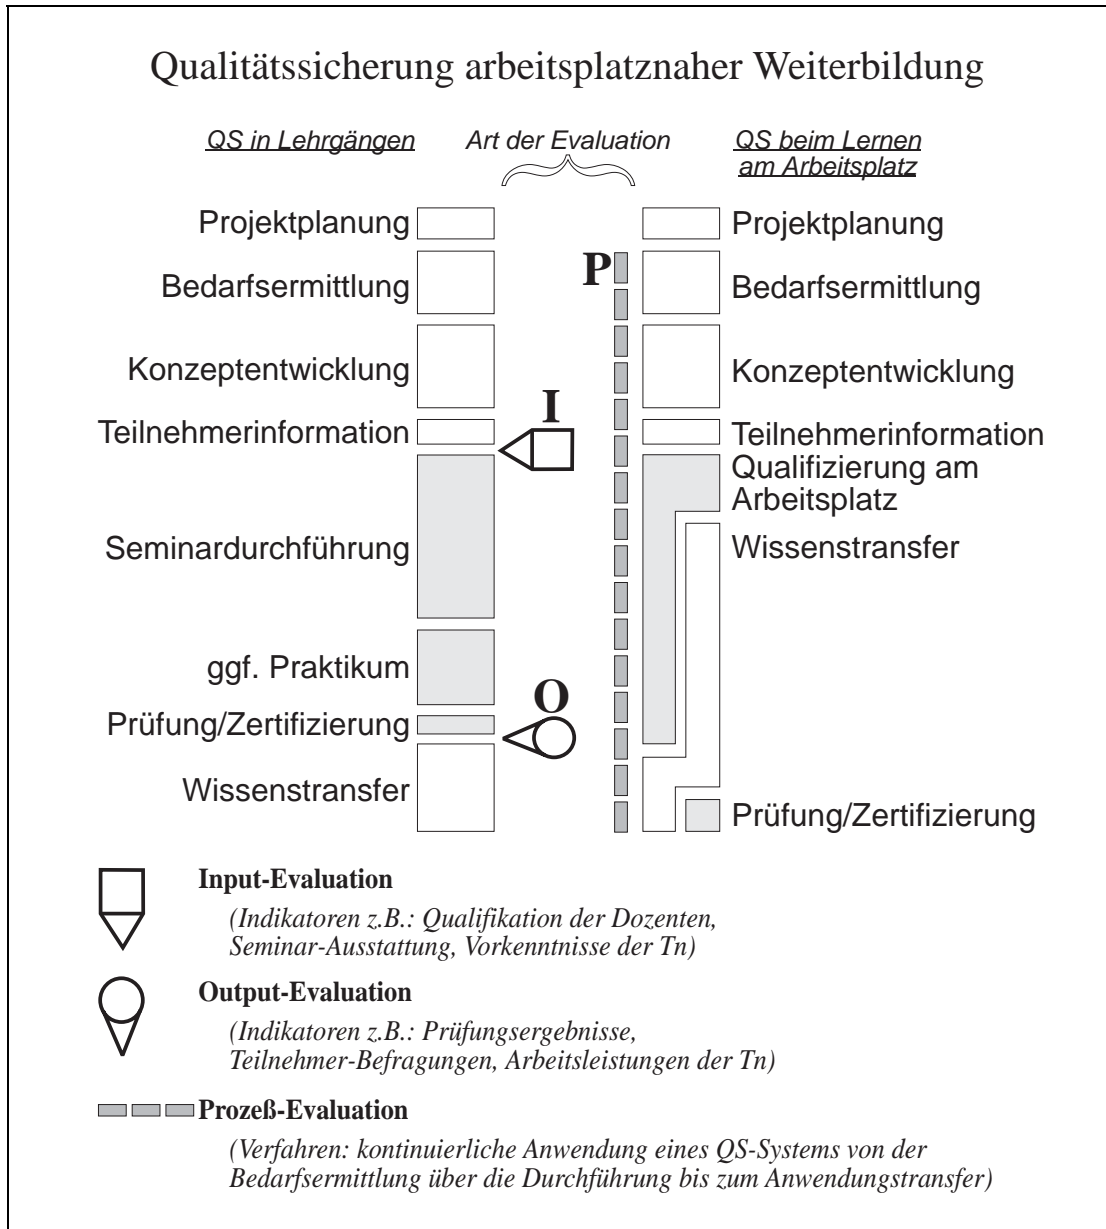 Qualitätssicherung arbeitsplatznaher Weiterbildung
QS in Lehrgängen
Art der Evaluation
QS beim Lernen
am Arbeitsplatz
Projektplanung
Bedarfsermittlung
Konzeptentwicklung
Teilnehmerinformation
Seminardurchführung
ggf. Praktikum
Prüfung/Zertifizierung
Wissenstransfer
P
I
O
Projektplanung
Bedarfsermittlung
Konzeptentwicklung
Teilnehmerinformation
Qualifizierung am
Arbeitsplatz
Wissenstransfer
Prüfung/Zertifizierung
Input-Evaluation
(Indikatoren z.B.: Qualifikation der Dozenten,
Seminar-Ausstattung, Vorkenntnisse der Tn)
Output-Evaluation
(Indikatoren z.B.: Prüfungsergebnisse,
Teilnehmer-Befragungen, Arbeitsleistungen der Tn)
Prozeß-Evaluation
(Verfahren: kontinuierliche Anwendung eines QS-Systems von der
Bedarfsermittlung über die Durchführung bis zum Anwendungstransfer)